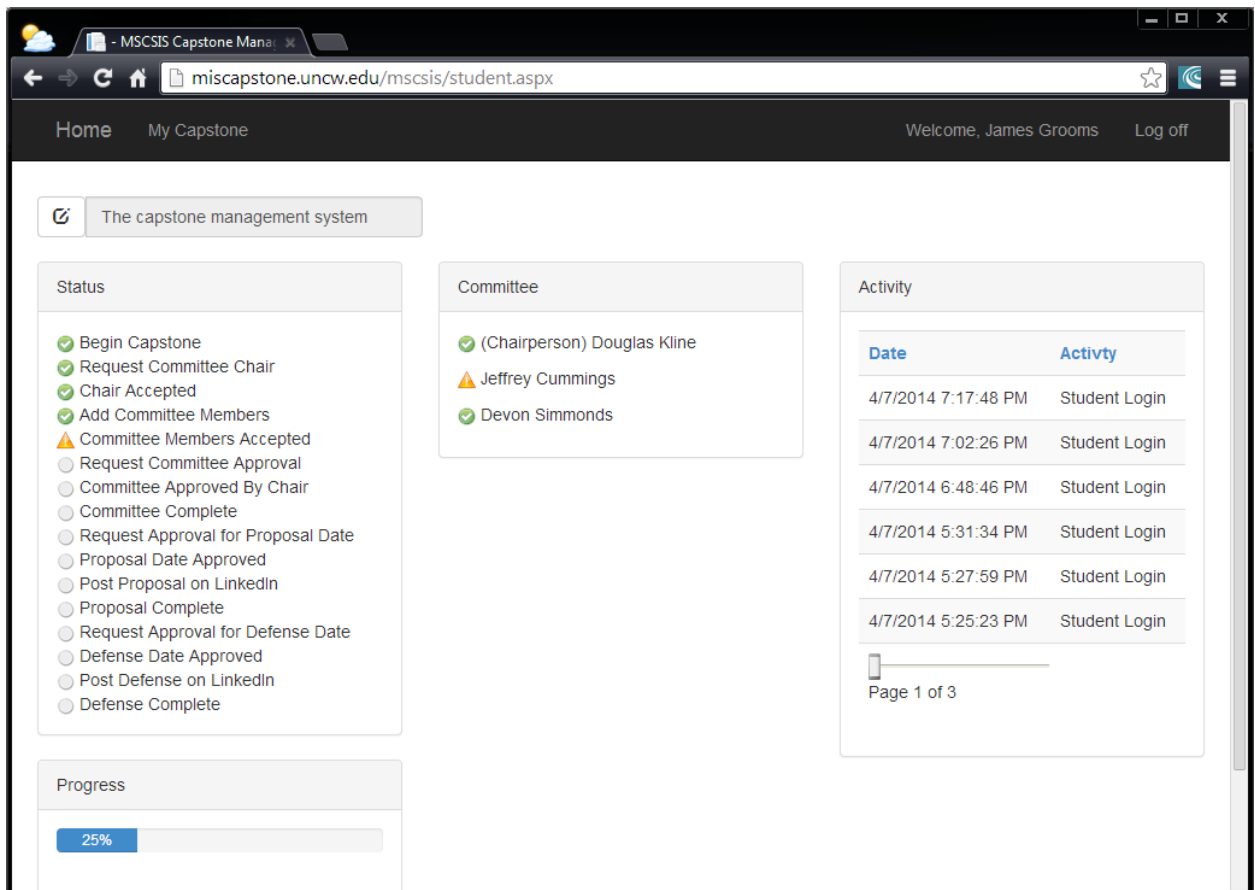 - MSCSIS Capstone Mana
miscapstone.uncw.edu/mscsis/student.aspx
Home My Capstone Welcome, James Grooms Log off
The capstone management system
Status
Begin Capstone
Request Committee Chair
Chair Accepted
Add Committee Members
Committee Members Accepted
Request Committee Approval
Committee Approved By Chair
Committee Complete
Request Approval for Proposal Date
Proposal Date Approved
Post Proposal on LinkedIn
Proposal Complete
Request Approval for Defense Date
Defense Date Approved
Post Defense on LinkedIn
Defense Complete
Progress
25%
Committee
(Chairperson) Douglas Kline
Jeffrey Cummings
Devon Simmonds
Activity
Date Activty
4/7/2014 7:17:48 PM Student Login
4/7/2014 7:02:26 PM Student Login
4/7/2014 6:48:46 PM Student Login
4/7/2014 5:31:34 PM Student Login
4/7/2014 5:27:59 PM Student Login
4/7/2014 5:25:23 PM Student Login
Page 1 of 3